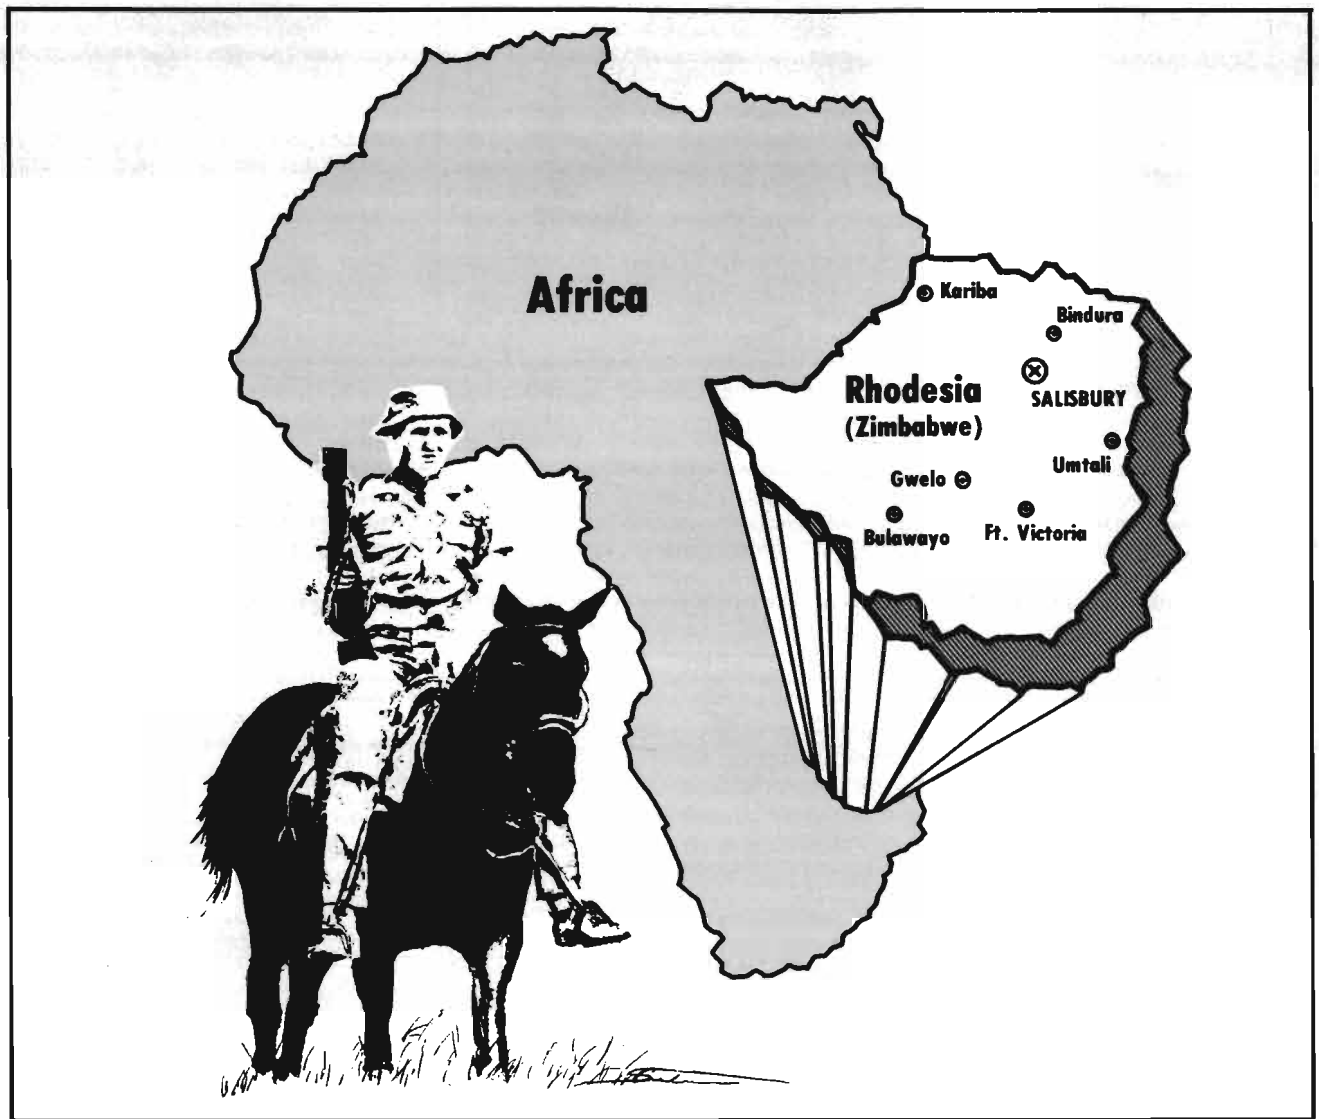 Africa
Kariba
Bindura
Rhodesia
(Zimbabwe)
SALISBURY
Umtali
Gwelo
Bulawayo
Ft. Victoria